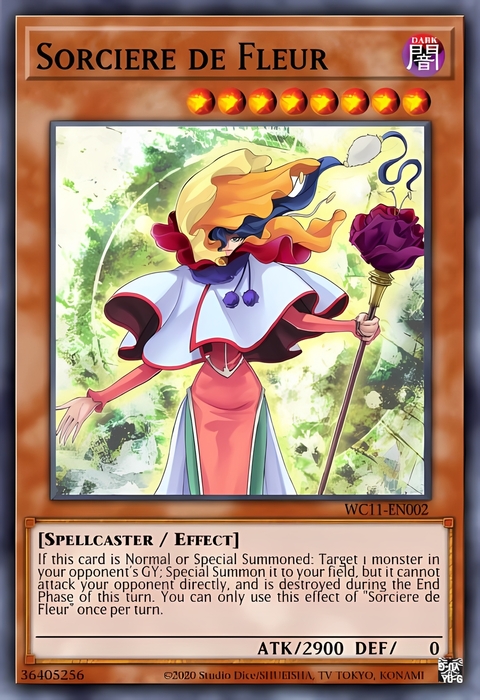 SORCIERE DE FLEUR
DARK
闇
WC11-EN002
[SPELLCASTER / EFFECT]
If this card is Normal or Special Summoned: Target 1 monster in
your opponent's GY; Special Summon it to your field, but it cannot
attack your opponent directly, and is destroyed during the End
Phase of this turn. You can only use this effect of "Sorciere de
Fleur" once per turn.
ATK/2900 DEF/ 0
36405256
©2020 Studio Dice/SHUEISHA, TV TOKYO, KONAMI